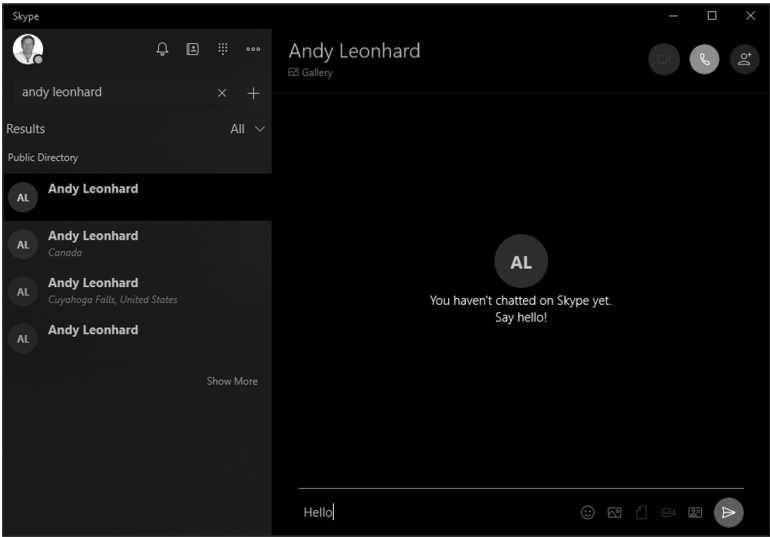 Skype
Andy Leonhard
Gallery
andy leonhard
Results
All
Public Directory
AL
Andy Leonhard
AL
Andy Leonhard
Canada
AL
Andy Leonhard
Cuyahoga Falls, United States
AL
Andy Leonhard
Show More
AL
You haven't chatted on Skype yet.
Say hello!
Hello